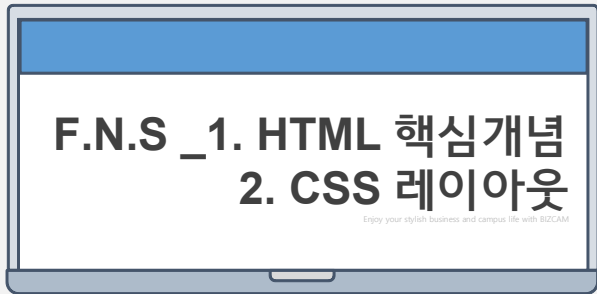 F.N.S _1. HTML 핵심개념
2. CSS 레이아웃
Enjoy your stylish business and campus life with BIZCAM